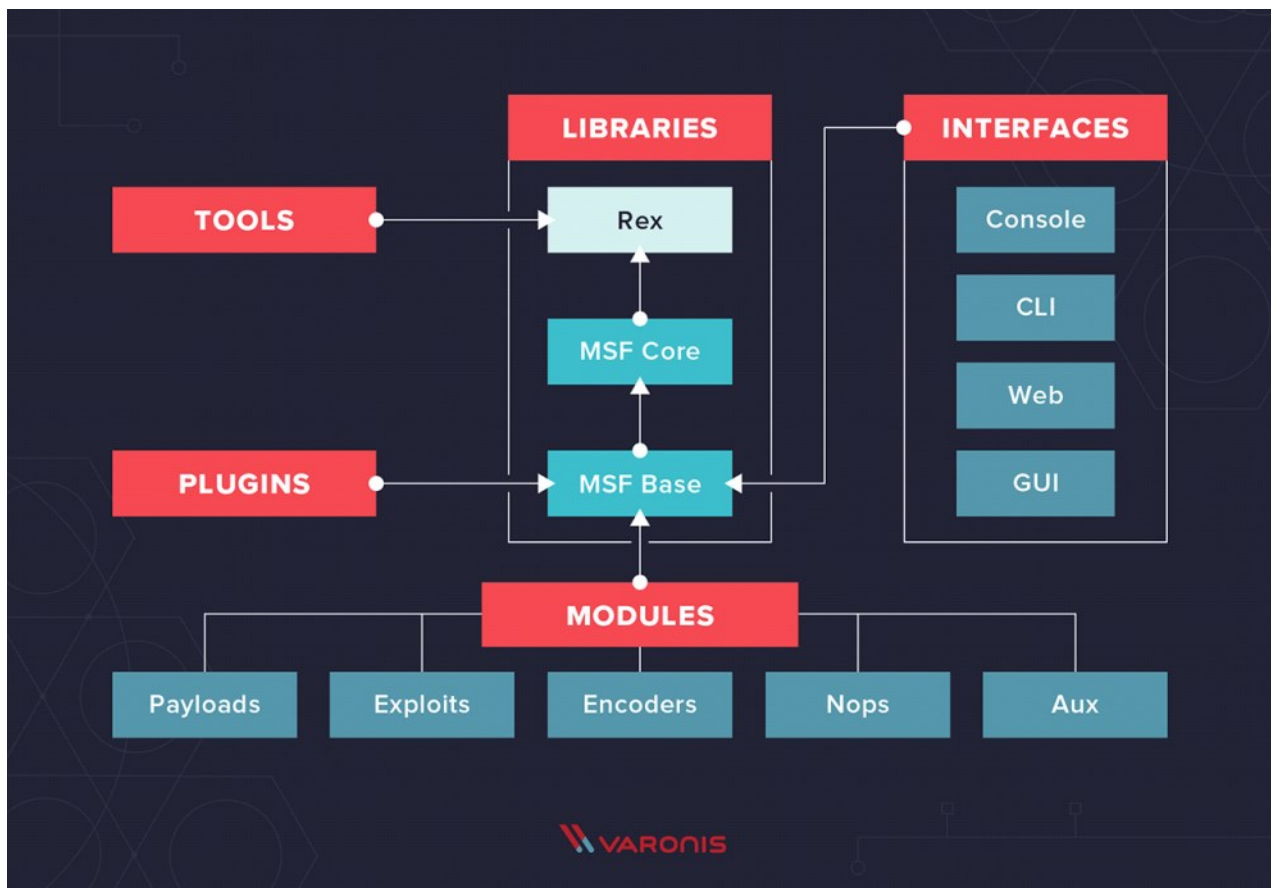 LIBRARIES
INTERFACES
TOOLS
Rex
Console
CLI
MSF Core
Web
PLUGINS
MSF Base
GUI
MODULES
Payloads
Exploits
Encoders
Nops
Aux
VARONIS